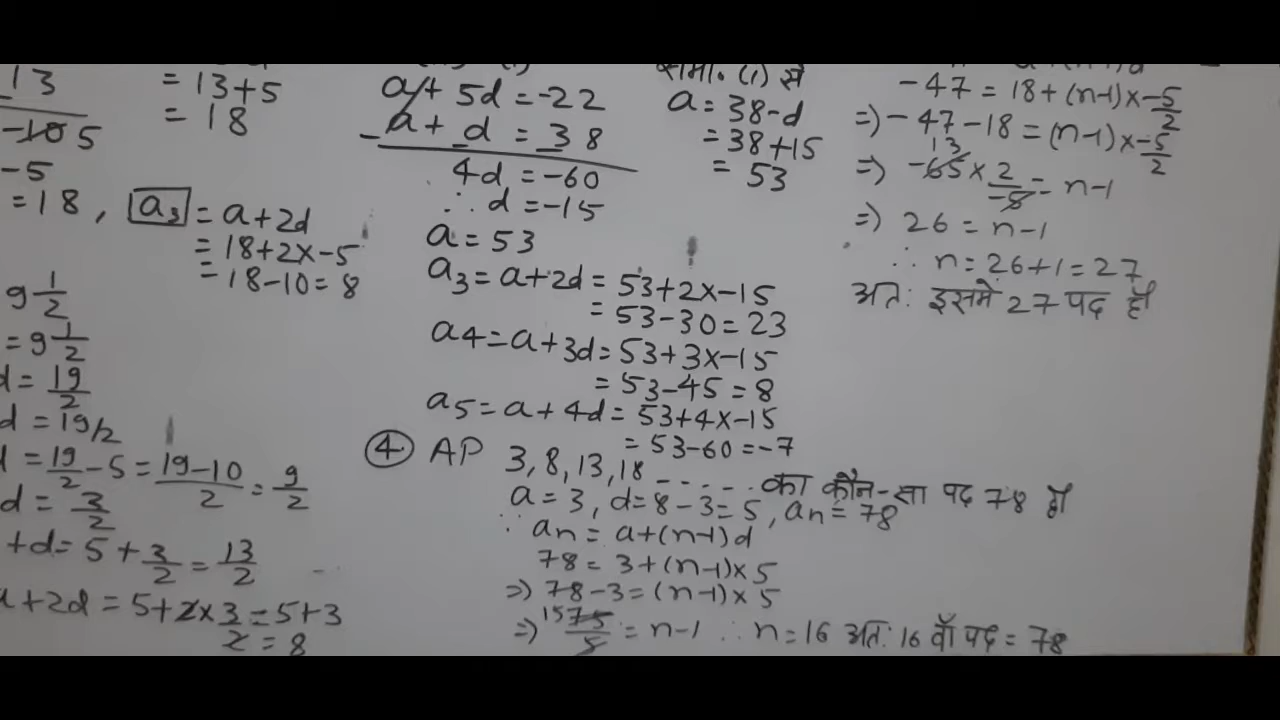 13
-10 5
-5
=18, a₃ = a+2d
= 18+2×-5
= 18-10=8
= 13+5
= 18
9 1/2
= 9 1/2
d= 19/2
d = 19/2
d = 19/2 - 5 = 19-10/2 = 9/2
d = 3/2
+d= 5 + 3/2 = 13/2
a+2d = 5+2×3/2 = 5+3
= 8
a+ 5d = -22
- a+ d = 38
4d = -60
∴ d = -15
a = 53
a₃ = a+2d = 53+2×-15
= 53-30=23
a₄=a+3d=53+3×-15
= 53-45=8
a₅=a+4d= 53+4×-15
= 53-60=-7
④ AP 3, 8, 13, 18 ------ का कौन-सा पद 78 है
a = 3, d=8-3=5, an=78
∵ an = a+(n-1)d
78 = 3+(n-1)×5
=> 78-3=(n-1)×5
=> 15 75/5 = n-1 ∴ n=16 अतः 16 वाँ पद = 78
समी. (1) से
a = 38-d
= 38+15
= 53
-47 = 18+(n-1)×-5/2
=> -47-18=(n-1)×-5/2
=> 13 -65 × 2/-5 = n-1
=> 26 = n-1
∴ n=26+1=27
अतः इसमे 27 पद हैं